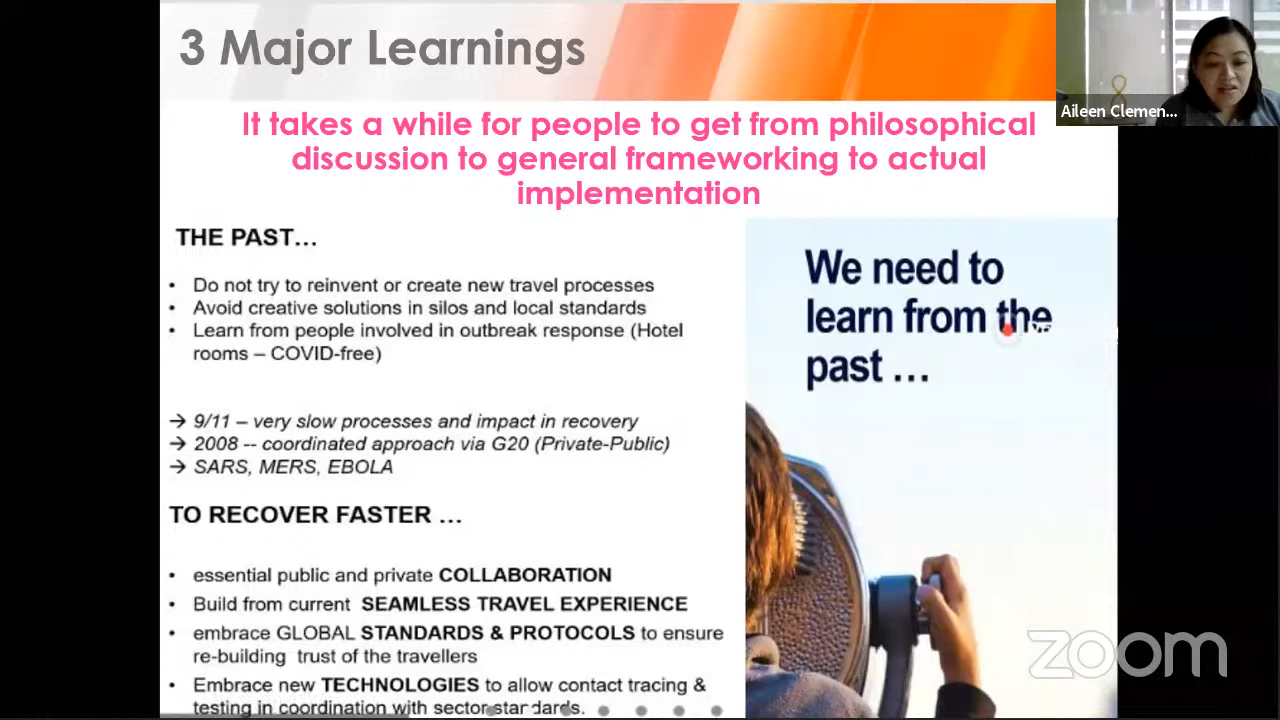 3 Major Learnings
Aileen Clemen...
It takes a while for people to get from philosophical
discussion to general frameworking to actual
implementation
THE PAST...
• Do not try to reinvent or create new travel processes
• Avoid creative solutions in silos and local standards
• Learn from people involved in outbreak response (Hotel
rooms – COVID-free)
→ 9/11 – very slow processes and impact in recovery
→ 2008 -- coordinated approach via G20 (Private-Public)
→ SARS, MERS, EBOLA
TO RECOVER FASTER ...
• essential public and private COLLABORATION
• Build from current SEAMLESS TRAVEL EXPERIENCE
• embrace GLOBAL STANDARDS & PROTOCOLS to ensure
re-building trust of the travellers
• Embrace new TECHNOLOGIES to allow contact tracing &
testing in coordination with sector standards.
We need to
learn from the
past ...
zoom